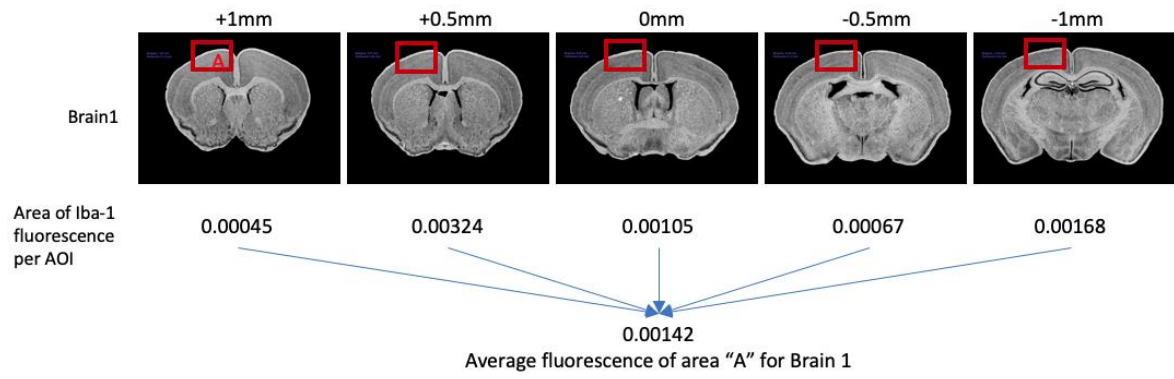 +1mm
+0.5mm
0mm
-0.5mm
-1mm
A
Brain1
Area of Iba-1
fluorescence
per AOI
0.00045
0.00324
0.00105
0.00067
0.00168
0.00142
Average fluorescence of area “A” for Brain 1